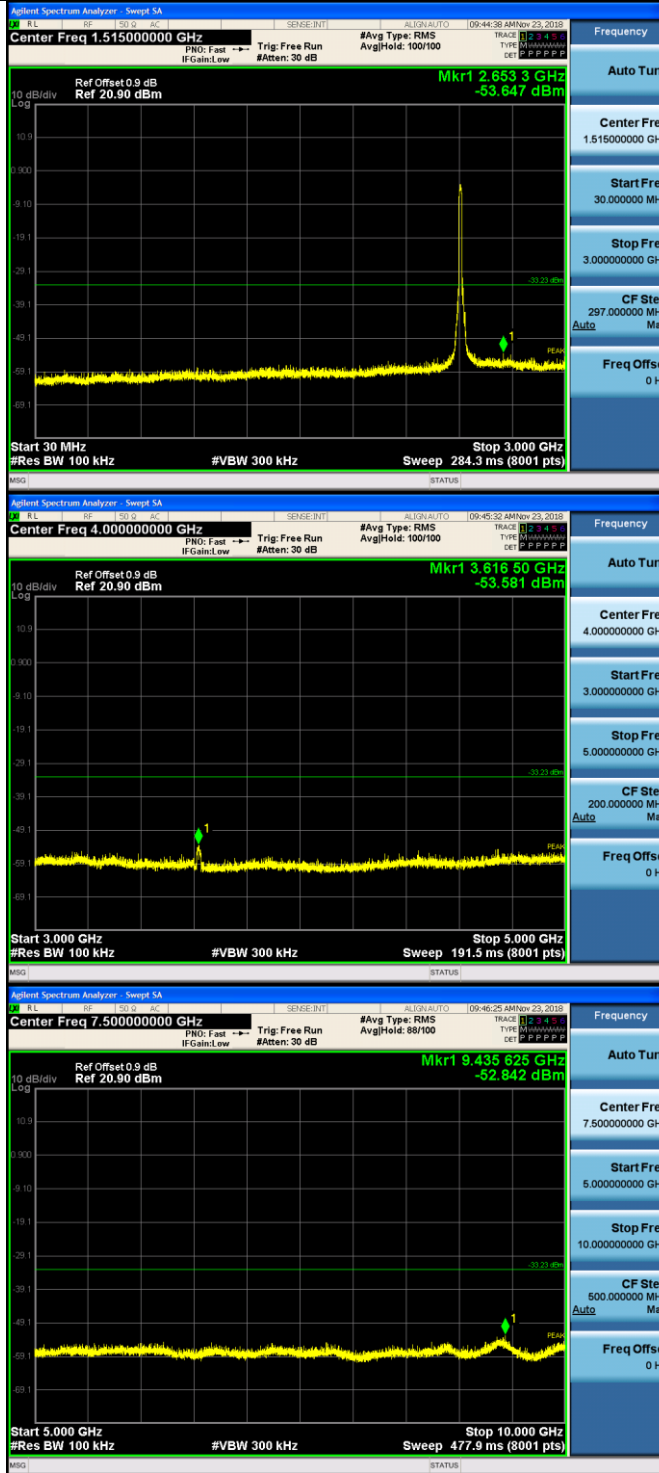 Agilent Spectrum Analyzer - Swept SA
RL RF 50 Ω AC SENSE:INT ALIGNAUTO 09:44:38 AM Nov 23, 2018
Center Freq 1.515000000 GHz
PNO: Fast
IFGain:Low
Trig: Free Run
#Atten: 30 dB
#Avg Type: RMS
Avg|Hold: 100/100
TRACE 1 2 3 4 5 6
TYPE M
DET P P P P P P
Frequency
Ref Offset 0.9 dB
10 dB/div Ref 20.90 dBm
Log
Mkr1 2.653 3 GHz
-53.647 dBm
10.9
0.900
-9.10
-19.1
-29.1
-39.1
-49.1
-59.1
-69.1
-33.23 dBm
1
PEAK
Start 30 MHz Stop 3.000 GHz
#Res BW 100 kHz #VBW 300 kHz Sweep 284.3 ms (8001 pts)
MSG STATUS
Auto Tun
Center Fre
1.515000000 GH
Start Fre
30.000000 MH
Stop Fre
3.000000000 GH
CF Ste
297.000000 MH
Auto Ma
Freq Offse
0 H
Agilent Spectrum Analyzer - Swept SA
RL RF 50 Ω AC SENSE:INT ALIGNAUTO 09:45:32 AM Nov 23, 2018
Center Freq 4.000000000 GHz
PNO: Fast
IFGain:Low
Trig: Free Run
#Atten: 30 dB
#Avg Type: RMS
Avg|Hold: 100/100
TRACE 1 2 3 4 5 6
TYPE M
DET P P P P P P
Frequency
Ref Offset 0.9 dB
10 dB/div Ref 20.90 dBm
Log
Mkr1 3.616 50 GHz
-53.581 dBm
10.9
0.900
-9.10
-19.1
-29.1
-39.1
-49.1
-59.1
-69.1
-33.23 dBm
1
PEAK
Start 3.000 GHz Stop 5.000 GHz
#Res BW 100 kHz #VBW 300 kHz Sweep 191.5 ms (8001 pts)
MSG STATUS
Auto Tun
Center Fre
4.000000000 GH
Start Fre
3.000000000 GH
Stop Fre
5.000000000 GH
CF Ste
200.000000 MH
Auto Ma
Freq Offse
0 H
Agilent Spectrum Analyzer - Swept SA
RL RF 50 Ω AC SENSE:INT ALIGNAUTO 09:46:25 AM Nov 23, 2018
Center Freq 7.500000000 GHz
PNO: Fast
IFGain:Low
Trig: Free Run
#Atten: 30 dB
#Avg Type: RMS
Avg|Hold: 88/100
TRACE 1 2 3 4 5 6
TYPE M
DET P P P P P P
Frequency
Ref Offset 0.9 dB
10 dB/div Ref 20.90 dBm
Log
Mkr1 9.435 625 GHz
-52.842 dBm
10.9
0.900
-9.10
-19.1
-29.1
-39.1
-49.1
-59.1
-69.1
-33.23 dBm
1
PEAK
Start 5.000 GHz Stop 10.000 GHz
#Res BW 100 kHz #VBW 300 kHz Sweep 477.9 ms (8001 pts)
MSG STATUS
Auto Tun
Center Fre
7.500000000 GH
Start Fre
5.000000000 GH
Stop Fre
10.000000000 GH
CF Ste
500.000000 MH
Auto Ma
Freq Offse
0 H